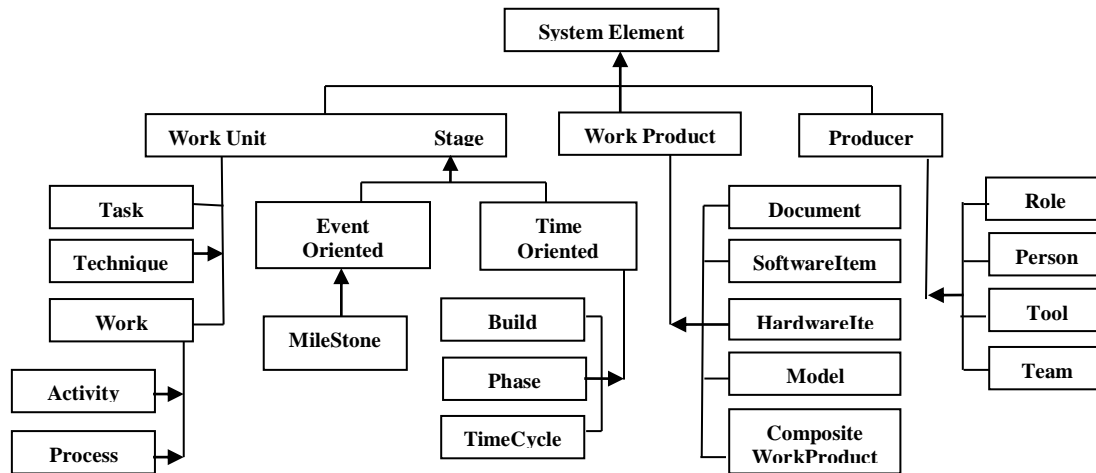 System Element
Work Unit Stage
Work Product
Producer
Task
Technique
Work
Activity
Process
Event
Oriented
MileStone
Time
Oriented
Build
Phase
TimeCycle
Document
SoftwareItem
HardwareIte
Model
Composite
WorkProduct
Role
Person
Tool
Team